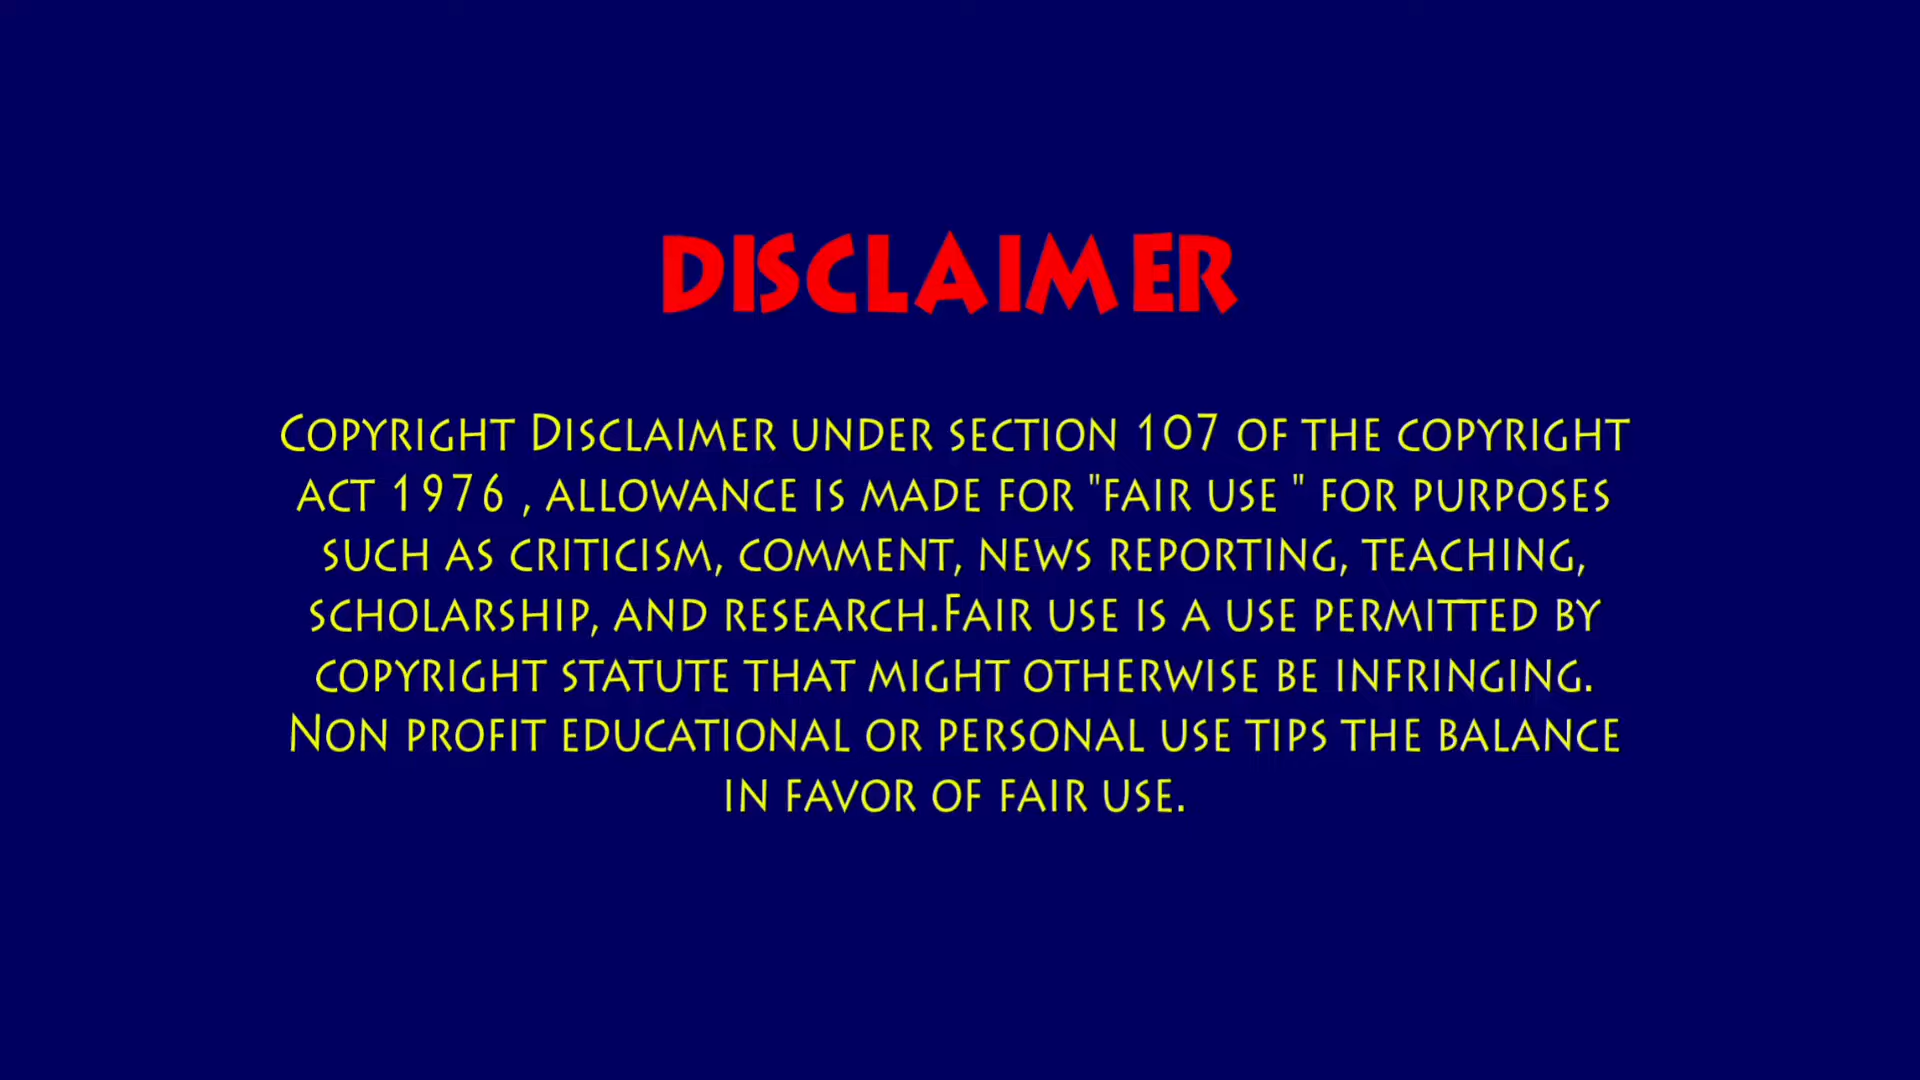 DISCLAIMER
Copyright Disclaimer under section 107 of the copyright
act 1976 , allowance is made for "fair use " for purposes
such as criticism, comment, news reporting, teaching,
scholarship, and research.Fair use is a use permitted by
copyright statute that might otherwise be infringing.
Non profit educational or personal use tips the balance
in favor of fair use.